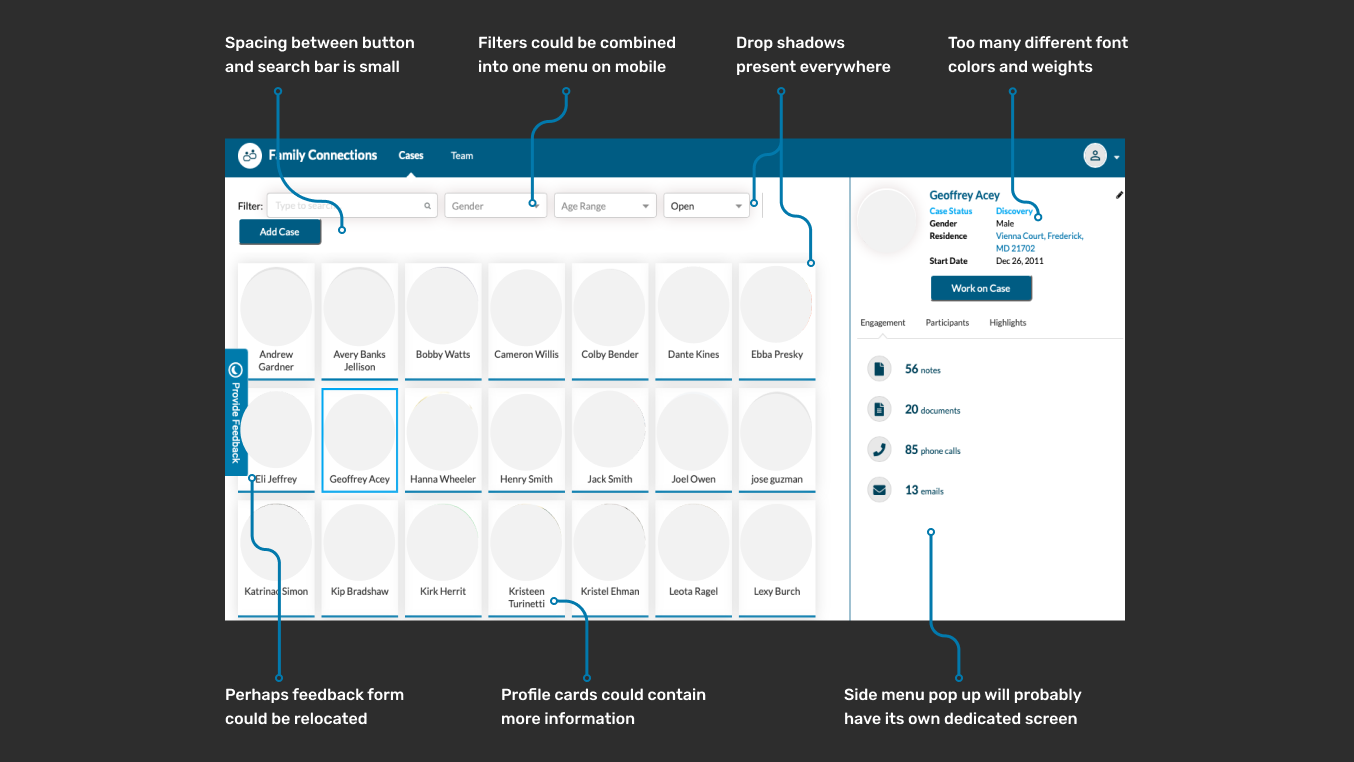 Spacing between button
and search bar is small
Filters could be combined
into one menu on mobile
Drop shadows
present everywhere
Too many different font
colors and weights
Family Connections
Cases
Team
Filter:
Type to search
Gender
Age Range
Open
Add Case
Geoffrey Acey
Case Status Discovery
Gender Male
Residence Vienna Court, Frederick,
MD 21702
Start Date Dec 26, 2011
Work on Case
Engagement
Participants
Highlights
56 notes
20 documents
85 phone calls
13 emails
Provide Feedback
Andrew
Gardner
Avery Banks
Jellison
Bobby Watts
Cameron Willis
Colby Bender
Dante Kines
Ebba Presky
Eli Jeffrey
Geoffrey Acey
Hanna Wheeler
Henry Smith
Jack Smith
Joel Owen
jose guzman
Katrinac Simon
Kip Bradshaw
Kirk Herrit
Kristeen
Turinetti
Kristel Ehman
Leota Ragel
Lexy Burch
Perhaps feedback form
could be relocated
Profile cards could contain
more information
Side menu pop up will probably
have its own dedicated screen